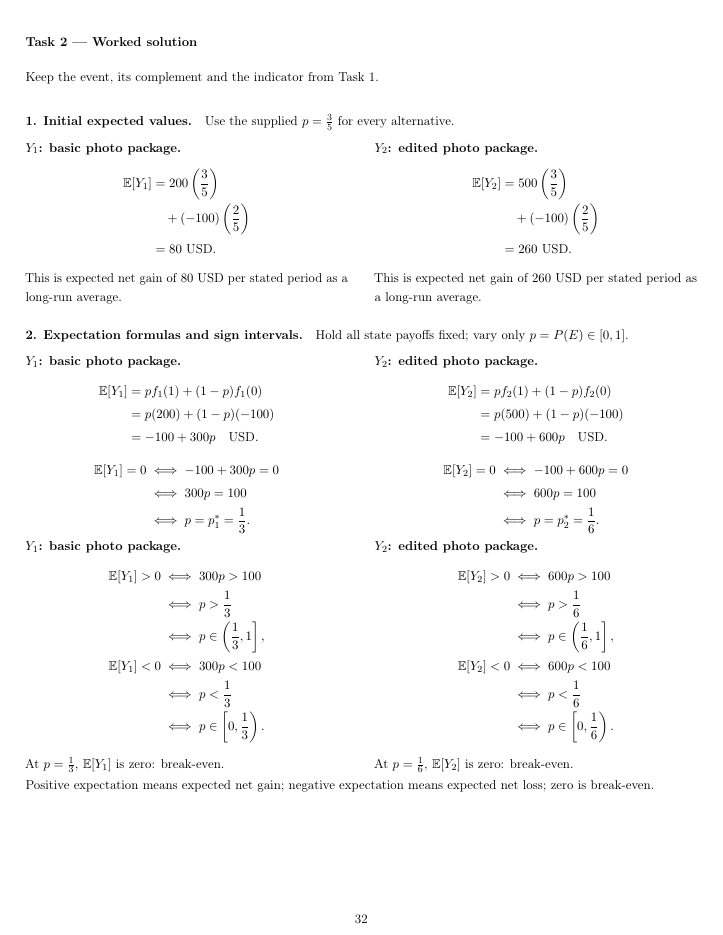 Task 2 — Worked solution
Keep the event, its complement and the indicator from Task 1.
1. Initial expected values. Use the supplied p = 3/5 for every alternative.
Y₁: basic photo package.
𝔼[Y₁] = 200 (3/5)
+ (−100) (2/5)
= 80 USD.
This is expected net gain of 80 USD per stated period as a
long-run average.
Y₂: edited photo package.
𝔼[Y₂] = 500 (3/5)
+ (−100) (2/5)
= 260 USD.
This is expected net gain of 260 USD per stated period as
a long-run average.
2. Expectation formulas and sign intervals. Hold all state payoffs fixed; vary only p = P(E) ∈ [0, 1].
Y₁: basic photo package.
𝔼[Y₁] = pf₁(1) + (1 − p)f₁(0)
= p(200) + (1 − p)(−100)
= −100 + 300p USD.
𝔼[Y₁] = 0 ⟺ −100 + 300p = 0
⟺ 300p = 100
⟺ p = p₁* = 1/3.
Y₂: edited photo package.
𝔼[Y₂] = pf₂(1) + (1 − p)f₂(0)
= p(500) + (1 − p)(−100)
= −100 + 600p USD.
𝔼[Y₂] = 0 ⟺ −100 + 600p = 0
⟺ 600p = 100
⟺ p = p₂* = 1/6.
Y₁: basic photo package.
𝔼[Y₁] > 0 ⟺ 300p > 100
⟺ p > 1/3
⟺ p ∈ (1/3, 1],
𝔼[Y₁] < 0 ⟺ 300p < 100
⟺ p < 1/3
⟺ p ∈ [0, 1/3).
At p = 1/3, 𝔼[Y₁] is zero: break-even.
Y₂: edited photo package.
𝔼[Y₂] > 0 ⟺ 600p > 100
⟺ p > 1/6
⟺ p ∈ (1/6, 1],
𝔼[Y₂] < 0 ⟺ 600p < 100
⟺ p < 1/6
⟺ p ∈ [0, 1/6).
At p = 1/6, 𝔼[Y₂] is zero: break-even.
Positive expectation means expected net gain; negative expectation means expected net loss; zero is break-even.
32